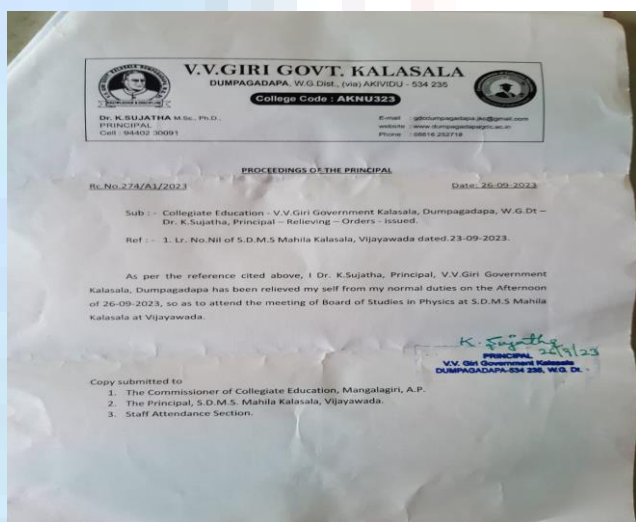 V.V.GIRI GOVT. KALASALA
DUMPAGADAPA, W.G.Dist., (via) AKIVIDU - 534 235
College Code : AKNU323
Dr. K.SUJATHA M.Sc., Ph.D.,
PRINCIPAL
Cell : 94402 30091
E-mail : gdcdumpagadapa.jkc@gmail.com
website : www.dumpagadapagdc.ac.in
Phone : 08816 252718
PROCEEDINGS OF THE PRINCIPAL
Rc.No.274/A1/2023 Date: 26-09-2023
Sub : - Collegiate Education - V.V.Giri Government Kalasala, Dumpagadapa, W.G.Dt –
Dr. K.Sujatha, Principal – Relieving – Orders - issued.
Ref : - 1. Lr. No.Nil of S.D.M.S Mahila Kalasala, Vijayawada dated.23-09-2023.
As per the reference cited above, I Dr. K.Sujatha, Principal, V.V.Giri Government
Kalasala, Dumpagadapa has been relieved my self from my normal duties on the Afternoon
of 26-09-2023, so as to attend the meeting of Board of Studies in Physics at S.D.M.S Mahila
Kalasala at Vijayawada.
K. Sujatha
26/9/23
PRINCIPAL
V.V. Giri Government Kalasala
DUMPAGADAPA-534 235, W.G. Dt.
Copy submitted to
1. The Commissioner of Collegiate Education, Mangalagiri, A.P.
2. The Principal, S.D.M.S. Mahila Kalasala, Vijayawada.
3. Staff Attendance Section.